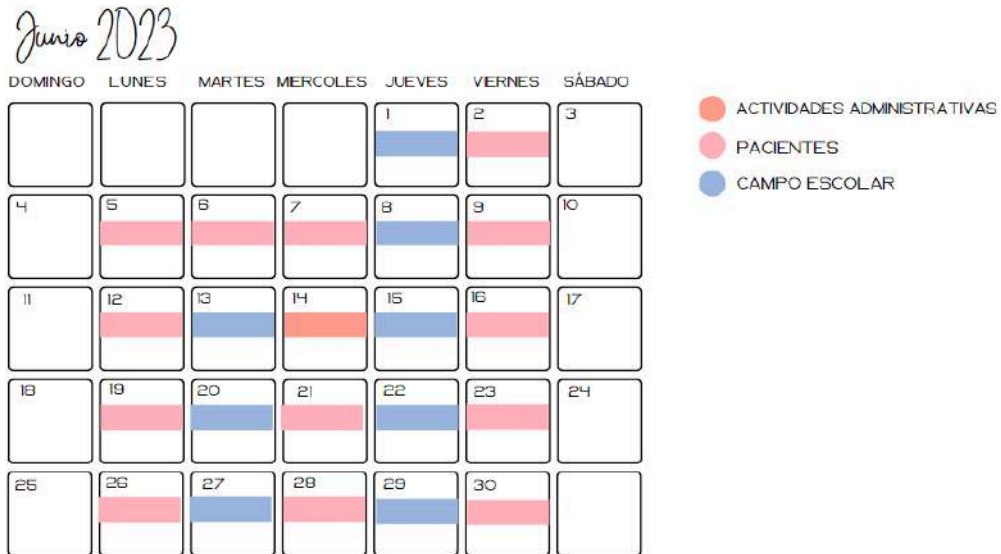 Junio 2023
DOMINGO LUNES MARTES MIERCOLES JUEVES VIERNES SÁBADO
1 2 3
4 5 6 7 8 9 10
11 12 13 14 15 16 17
18 19 20 21 22 23 24
25 26 27 28 29 30
ACTIVIDADES ADMINISTRATIVAS
PACIENTES
CAMPO ESCOLAR